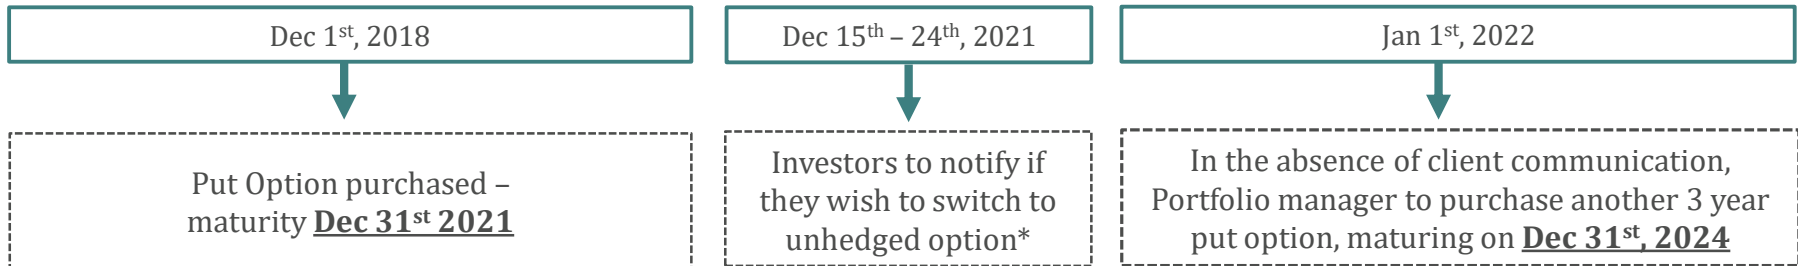 Dec 1st, 2018
Dec 15th – 24th, 2021
Jan 1st, 2022
Put Option purchased –
maturity Dec 31st 2021
Investors to notify if
they wish to switch to
unhedged option*
In the absence of client communication,
Portfolio manager to purchase another 3 year
put option, maturing on Dec 31st, 2024